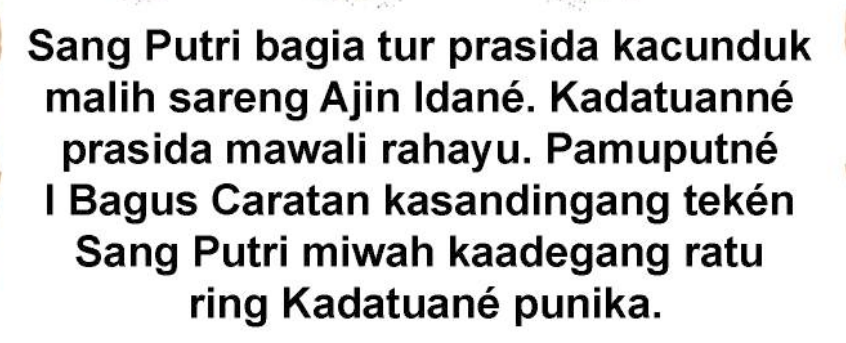 Sang Putri bagia tur prasida kacunduk
malih sareng Ajin Idané. Kadatuanné
prasida mawali rahayu. Pamuputné
I Bagus Caratan kasandingang tekén
Sang Putri miwah kaadegang ratu
ring Kadatuané punika.